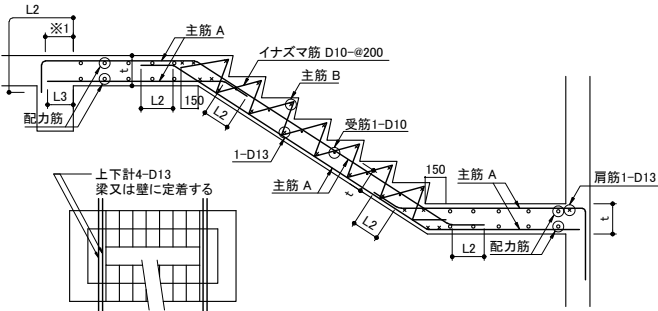 L2
※1
主筋 A
t
L3
L2
150
配力筋
イナズマ筋 D10-@200
主筋 B
L2
受筋1-D10
1-D13
主筋 A
t
L2
150
主筋 A
肩筋1-D13
t
L2
配力筋
上下計4-D13
梁又は壁に定着する